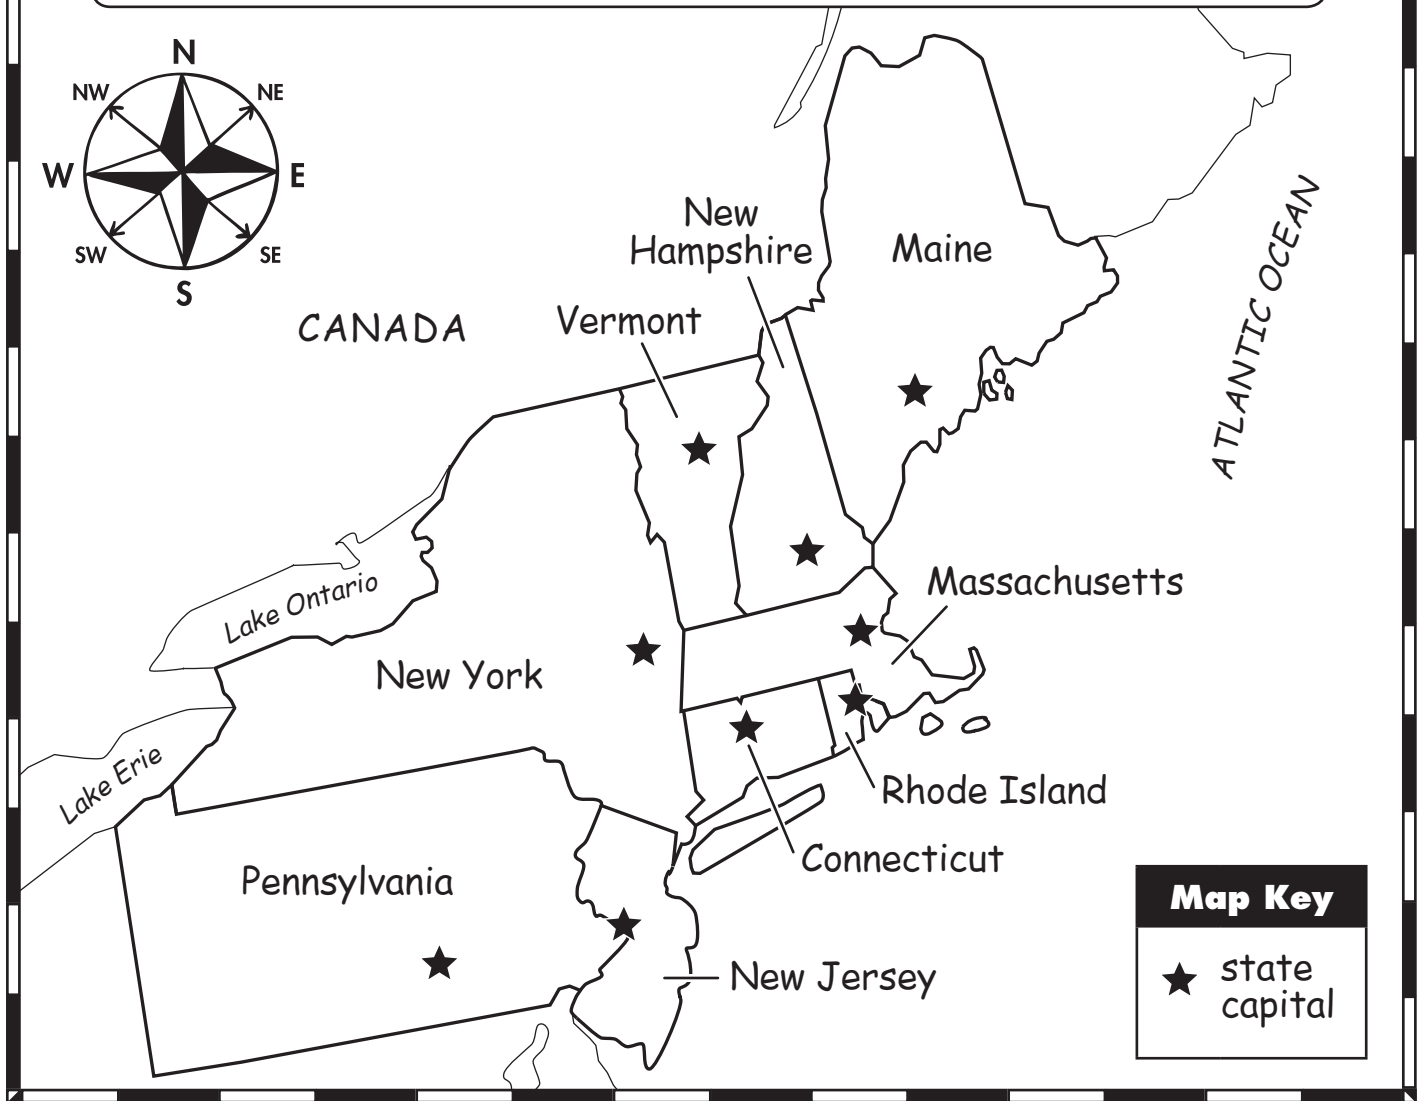 N
NW
NE
W
E
SW
SE
S
New
Hampshire
Maine
ATLANTIC OCEAN
CANADA
Vermont
Lake Ontario
Massachusetts
New York
Lake Erie
Rhode Island
Connecticut
Pennsylvania
New Jersey
Map Key
state
capital